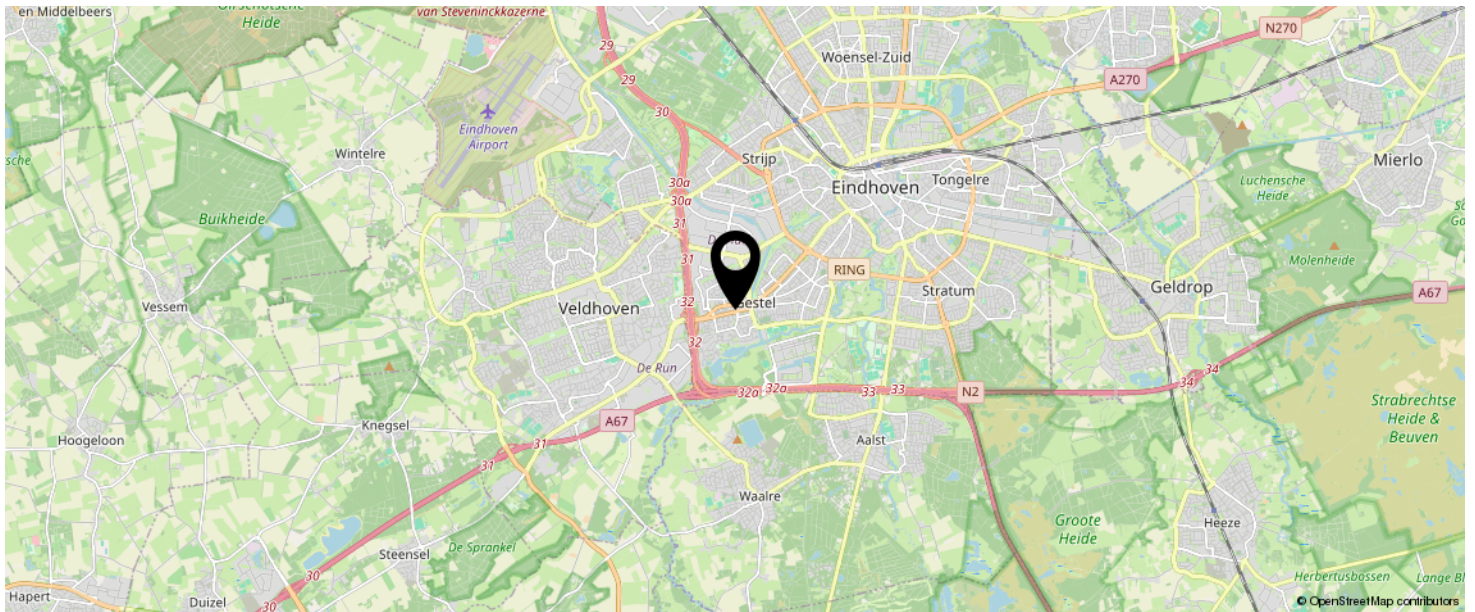 en Middelbeers
Oirschotsche
Heide
van Steveninckkazerne
29
29
30
N270
Woensel-Zuid
A270
Eindhoven
Airport
Wintelre
Strijp
30a
30a
Eindhoven
Tongelre
Mierlo
Luchensche
Heide
Buikheide
31
31
RING
Molenheide
Vessem
Veldhoven
32
Gestel
Stratum
Geldrop
A67
32
De Run
32a
32a
33
33
N2
34
34
Strabrechtse
Heide &
Beuven
A67
Knegsel
Hoogeloon
31
31
Aalst
Waalre
Groote
Heide
Heeze
Steensel
De Sprankel
30
30
Hapert
Duizel
Herbertusbossen
© OpenStreetMap contributors